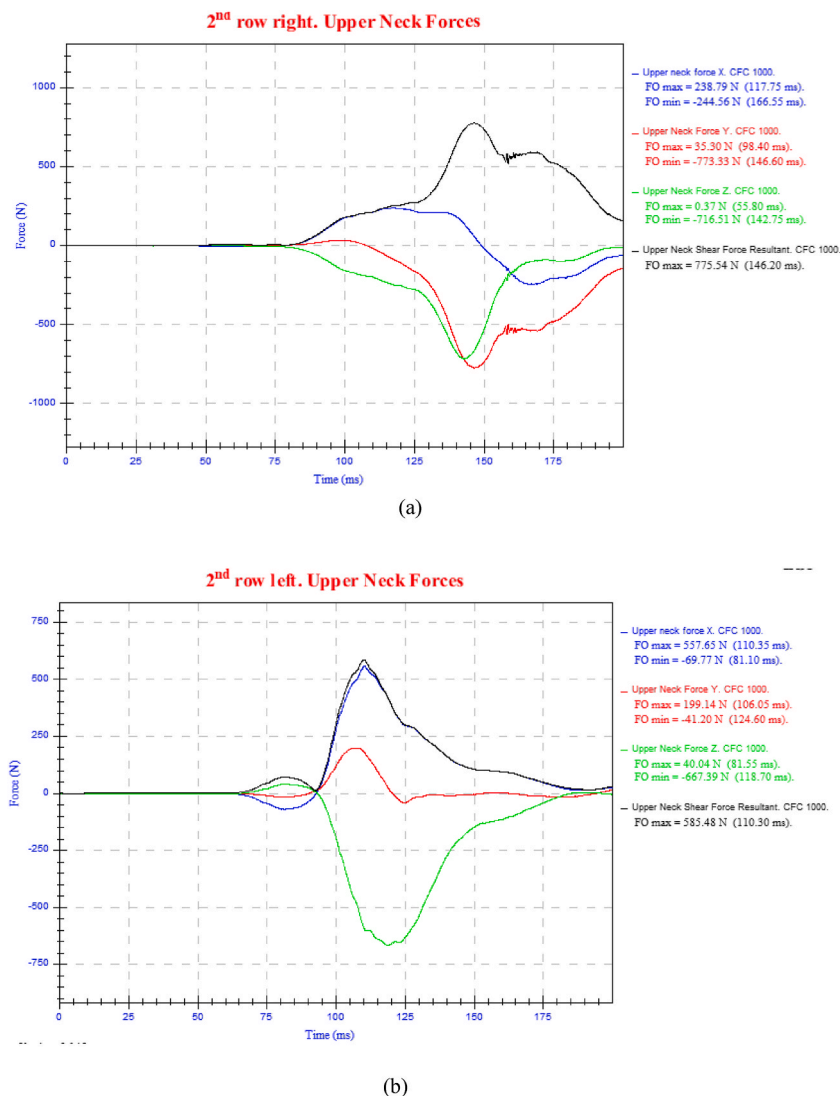 2nd row right. Upper Neck Forces
Upper neck force X. CFC 1000.
FO max = 238.79 N (117.75 ms).
FO min = -244.56 N (166.55 ms).
Upper Neck Force Y. CFC 1000.
FO max = 35.30 N (98.40 ms).
FO min = -773.33 N (146.60 ms).
Upper Neck Force Z. CFC 1000.
FO max = 0.37 N (55.80 ms).
FO min = -716.51 N (142.75 ms).
Upper Neck Shear Force Resultant. CFC 1000.
FO max = 775.54 N (146.20 ms).
Force (N)
1000
500
0
-500
-1000
0 25 50 75 100 125 150 175
Time (ms)
(a)
2nd row left. Upper Neck Forces
Upper neck force X. CFC 1000.
FO max = 557.65 N (110.35 ms).
FO min = -69.77 N (81.10 ms).
Upper Neck Force Y. CFC 1000.
FO max = 199.14 N (106.05 ms).
FO min = -41.20 N (124.60 ms).
Upper Neck Force Z. CFC 1000.
FO max = 40.04 N (81.55 ms).
FO min = -667.39 N (118.70 ms).
Upper Neck Shear Force Resultant. CFC 1000.
FO max = 585.48 N (110.30 ms).
Force (N)
750
500
250
0
-250
-500
-750
0 25 50 75 100 125 150 175
Time (ms)
(b)